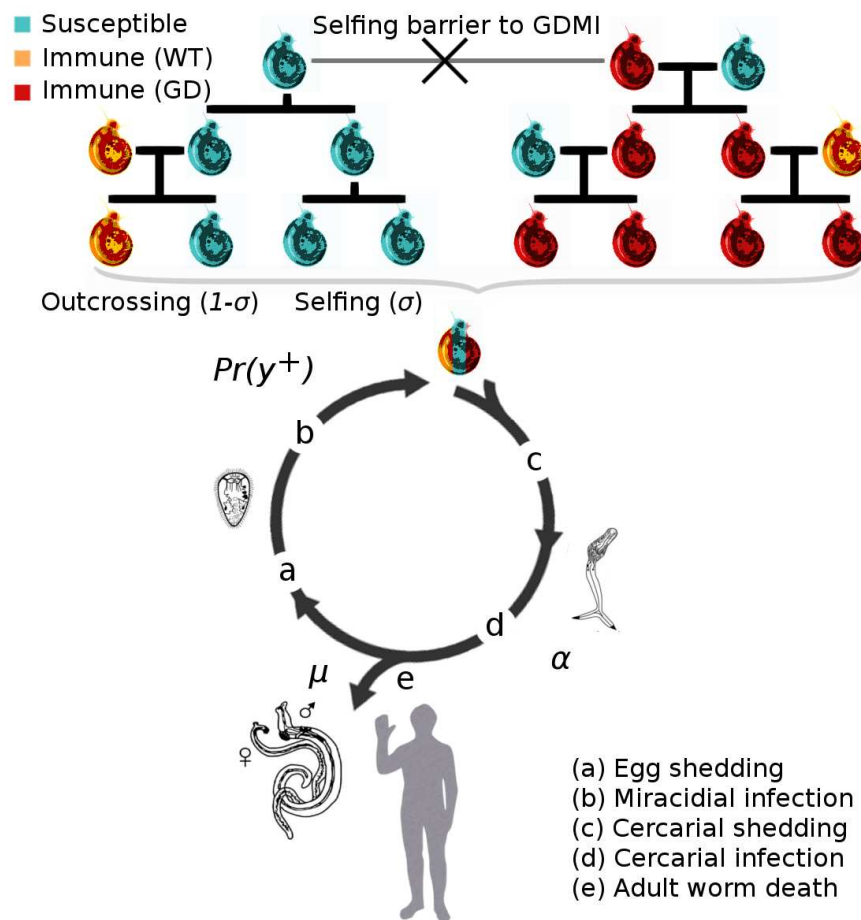 Susceptible
Selfing barrier to GDMI
Immune (WT)
Immune (GD)
Outcrossing (1-σ)
Selfing (σ)
Pr(y⁺)
b
c
a
d
α
μ
e
♂
♀
(a) Egg shedding
(b) Miracidial infection
(c) Cercarial shedding
(d) Cercarial infection
(e) Adult worm death